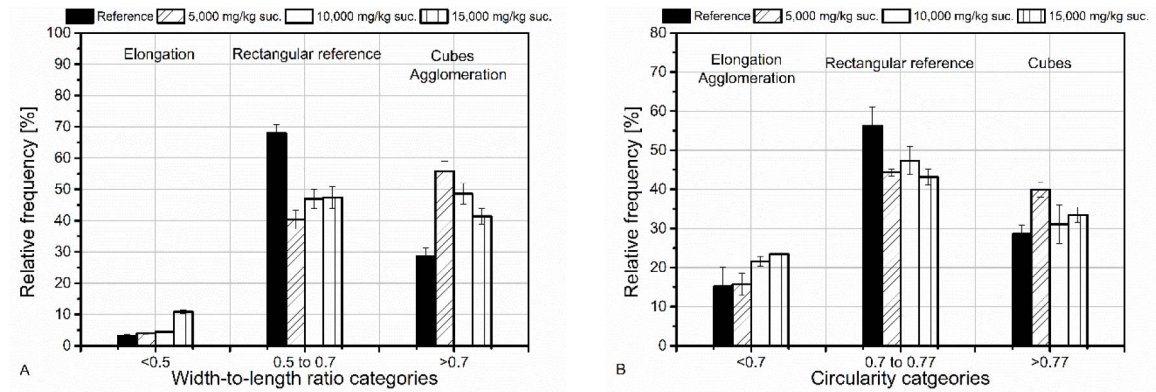 Reference 5,000 mg/kg suc. 10,000 mg/kg suc. 15,000 mg/kg suc.
100
90
80
70
60
50
40
30
20
10
0
Relative frequency [%]
Elongation
Rectangular reference
Cubes
Agglomeration
<0.5 0.5 to 0.7 >0.7
A Width-to-length ratio categories
Reference 5,000 mg/kg suc. 10,000 mg/kg suc. 15,000 mg/kg suc.
80
70
60
50
40
30
20
10
0
Relative frequency [%]
Elongation
Agglomeration
Rectangular reference
Cubes
<0.7 0.7 to 0.77 >0.77
B Circularity catgeories